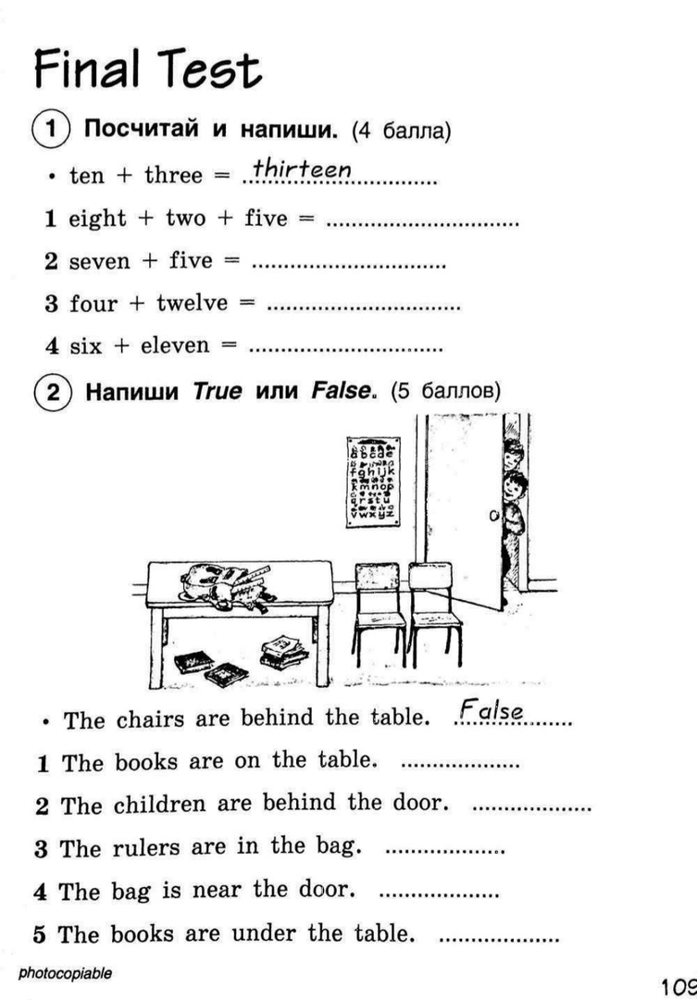 Final Test
1 Посчитай и напиши. (4 балла)
• ten + three = thirteen
1 eight + two + five = ..............................
2 seven + five = ..............................
3 four + twelve = ..............................
4 six + eleven = ..............................
2 Напиши True или False. (5 баллов)
a b c d e
f g h i j k
k m n o p
q r s t u
v w x y z
• The chairs are behind the table. False
1 The books are on the table. ...................
2 The children are behind the door. ...................
3 The rulers are in the bag. ...................
4 The bag is near the door. ...................
5 The books are under the table. ...................
photocopiable
109